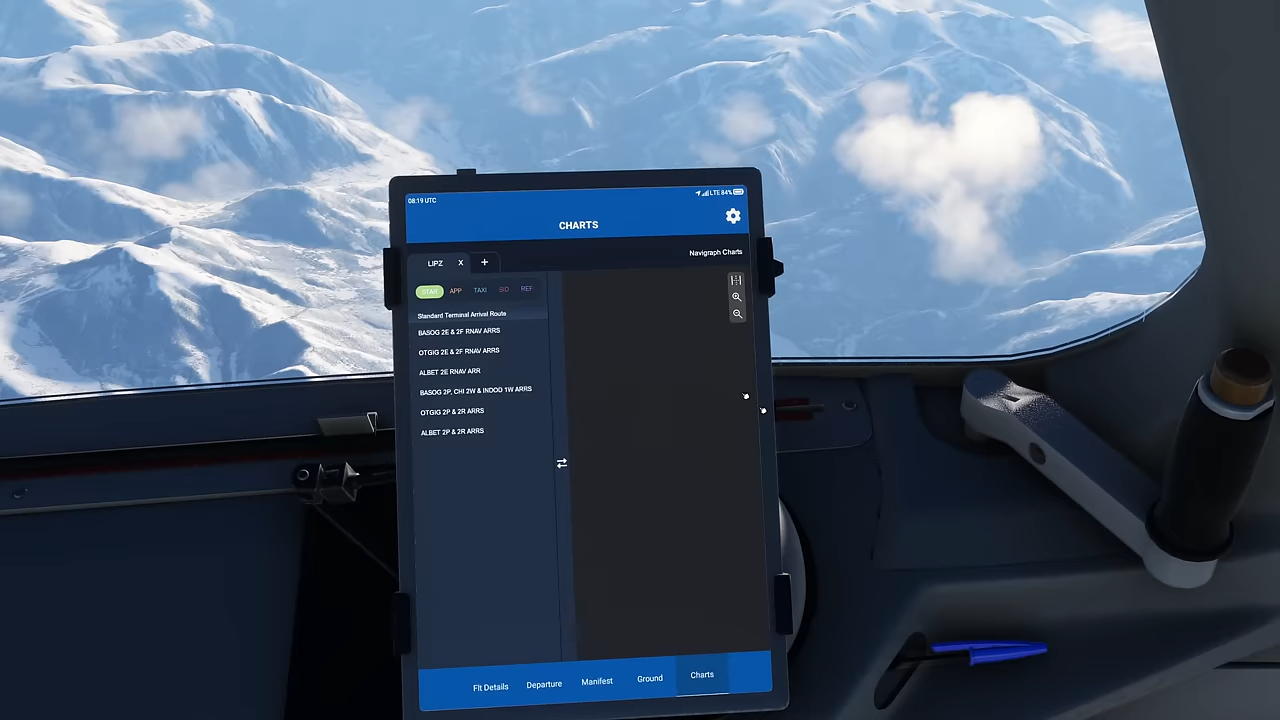 08:19 UTC
LTE 84%
CHARTS
Navigraph Charts
LIPZ X +
STAR APP TAXI SID REF
Standard Terminal Arrival Route
BASOG 2E & 2F RNAV ARRS
OTGIG 2E & 2F RNAV ARRS
ALBET 2E RNAV ARR
BASOG 2P, CHI 2W & INDOD 1W ARRS
OTGIG 2P & 2R ARRS
ALBET 2P & 2R ARRS
Flt Details Departure Manifest Ground Charts